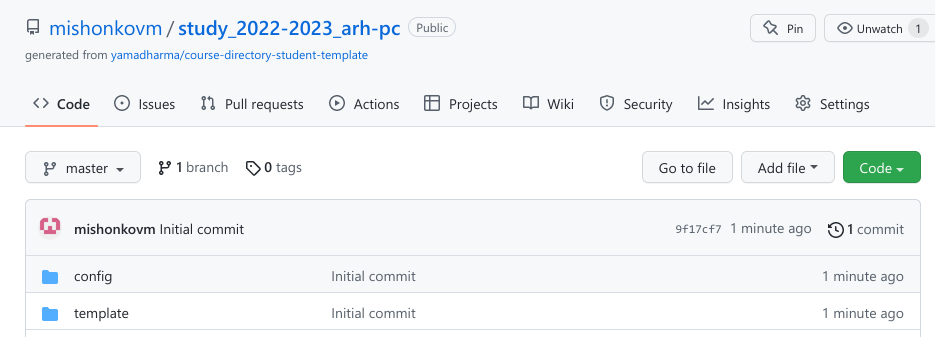 mishonkovm / study_2022-2023_arh-pc Public Pin Unwatch 1
generated from yamadharma/course-directory-student-template
Code Issues Pull requests Actions Projects Wiki Security Insights Settings
master 1 branch 0 tags Go to file Add file Code
mishonkovm Initial commit 9f17cf7 1 minute ago 1 commit
config Initial commit 1 minute ago
template Initial commit 1 minute ago